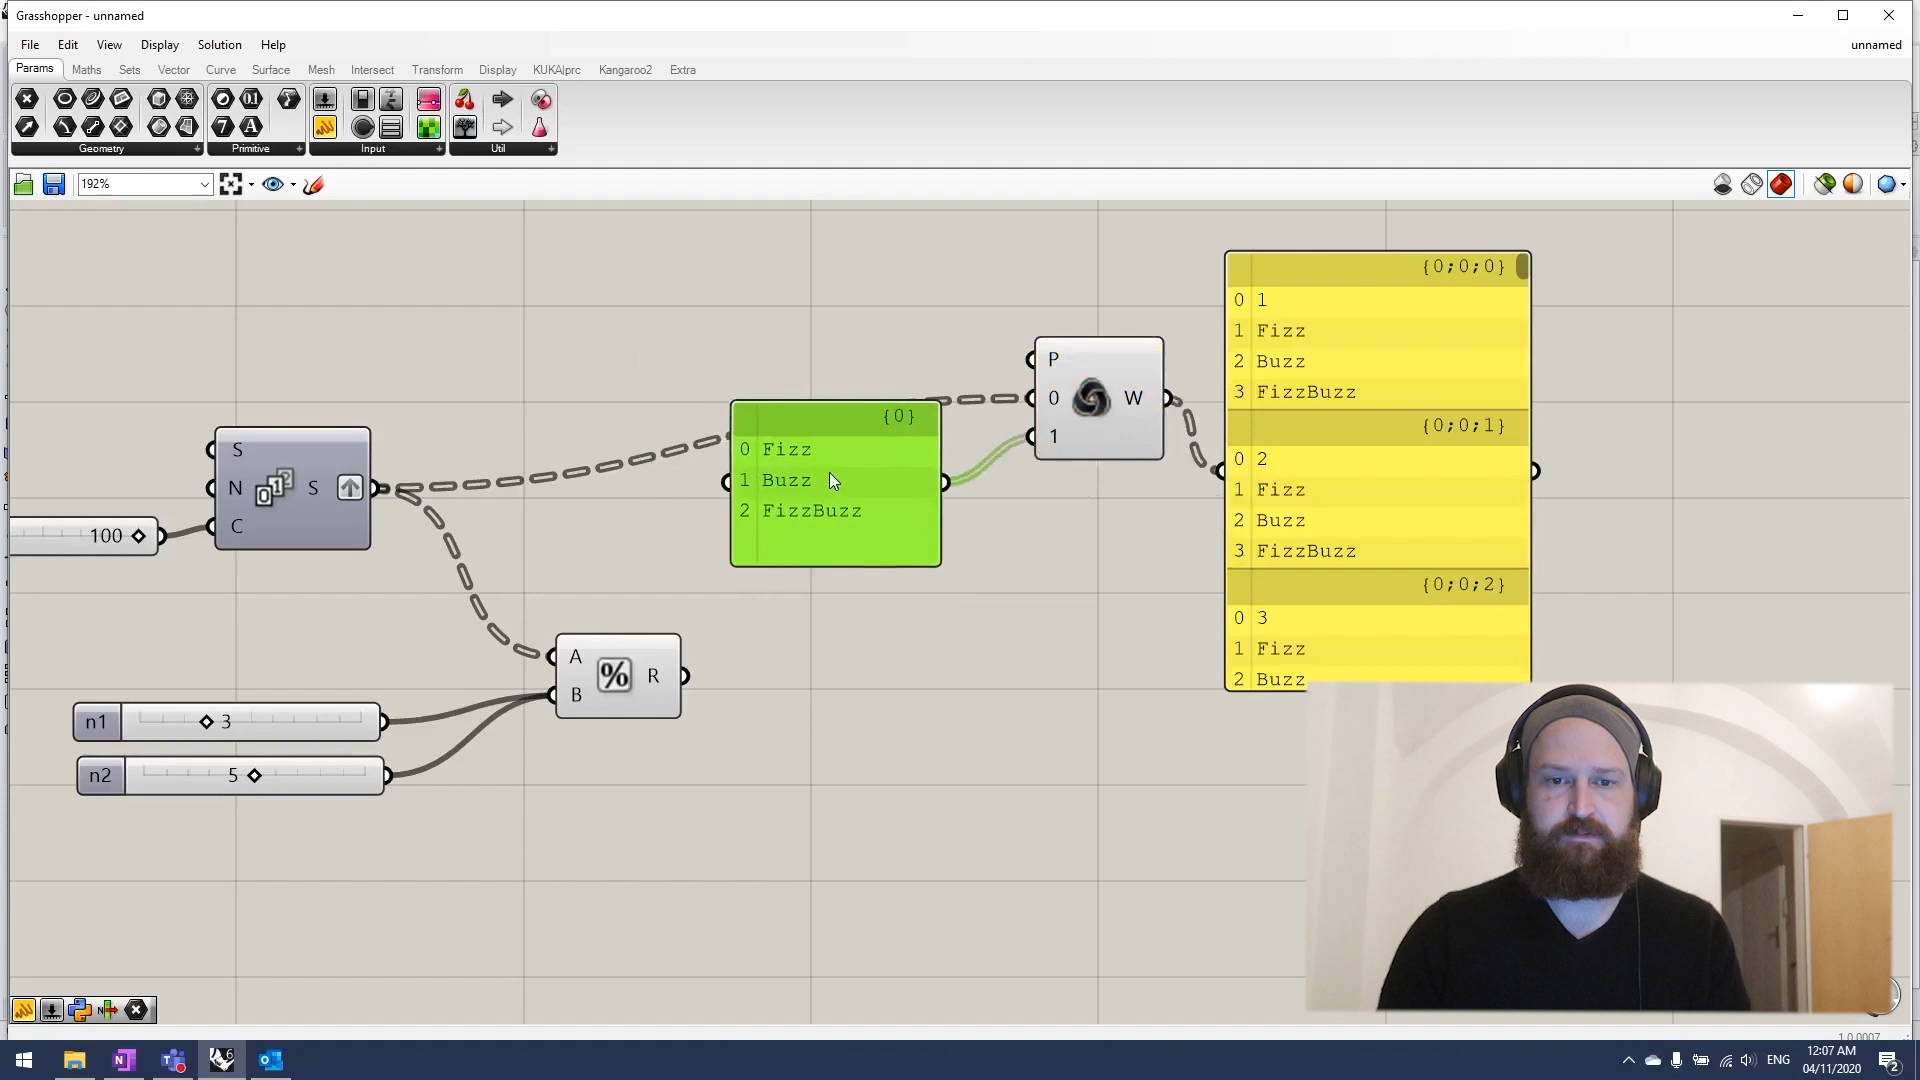 Grasshopper - unnamed
File Edit View Display Solution Help
unnamed
Params Maths Sets Vector Curve Surface Mesh Intersect Transform Display KUKA|prc Kangaroo2 Extra
Geometry Primitive Input Util
192%
{0;0;0}
0 1
1 Fizz
2 Buzz
3 FizzBuzz
{0;0;1}
0 2
1 Fizz
2 Buzz
3 FizzBuzz
{0;0;2}
0 3
1 Fizz
2 Buzz
P
0 W
1
{0}
0 Fizz
1 Buzz
2 FizzBuzz
S
N S
C
100
A
R
B
n1 3
n2 5
ENG
12:07 AM
04/11/2020
2
1.0.0007